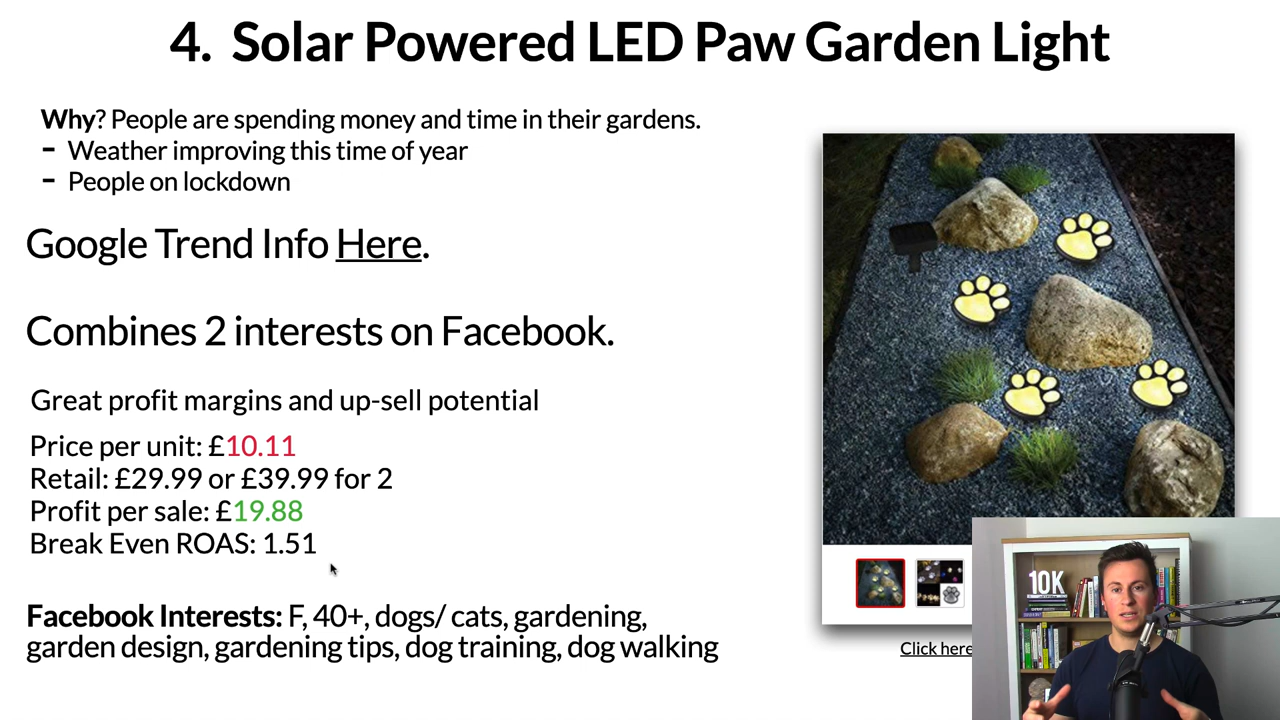 4. Solar Powered LED Paw Garden Light
Why? People are spending money and time in their gardens.
- Weather improving this time of year
- People on lockdown
Google Trend Info Here.
Combines 2 interests on Facebook.
Great profit margins and up-sell potential
Price per unit: £10.11
Retail: £29.99 or £39.99 for 2
Profit per sale: £19.88
Break Even ROAS: 1.51
Facebook Interests: F, 40+, dogs/ cats, gardening,
garden design, gardening tips, dog training, dog walking
Click here
10K